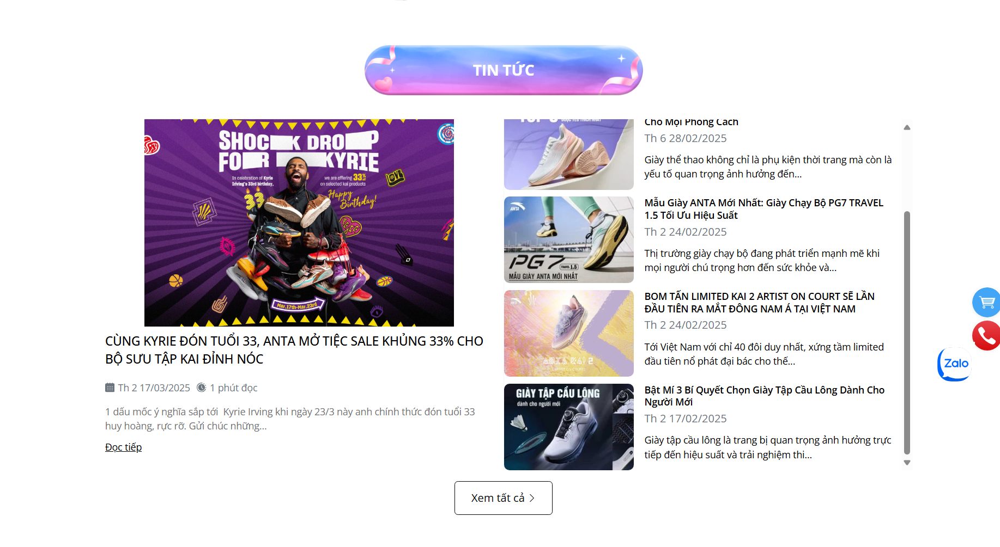 TIN TỨC
SHOCK DROP
FOR KYRIE
In celebration of Kyrie
Iriving's 33rd birthday,
we are offering 33% OFF
on selected kai products
Happy
Birthday!
33
LOVE
Mar.17th-Mar.23rd
CÙNG KYRIE ĐÓN TUỔI 33, ANTA MỞ TIỆC SALE KHỦNG 33% CHO
BỘ SƯU TẬP KAI ĐỈNH NÓC
Th 2 17/03/2025 1 phút đọc
1 dấu mốc ý nghĩa sắp tới  Kyrie Irving khi ngày 23/3 này anh chính thức đón tuổi 33
huy hoàng, rực rỡ. Gửi chúc những...
Đọc tiếp
ĐƯỢC YÊU THÍCH NHẤT
Cho Mọi Phong Cách
Th 6 28/02/2025
Giày thể thao không chỉ là phụ kiện thời trang mà còn là
yếu tố quan trọng ảnh hưởng đến...
ANTA
PG7 TRAVEL 1.5
MẪU GIÀY ANTA MỚI NHẤT
Mẫu Giày ANTA Mới Nhất: Giày Chạy Bộ PG7 TRAVEL
1.5 Tối Ưu Hiệu Suất
Th 2 24/02/2025
Thị trường giày chạy bộ đang phát triển mạnh mẽ khi
mọi người chú trọng hơn đến sức khỏe và...
ANTA KAI 2
ARTIST ON COURT
BOM TẤN LIMITED KAI 2 ARTIST ON COURT SẼ LẦN
ĐẦU TIÊN RA MẮT ĐÔNG NAM Á TẠI VIỆT NAM
Th 2 24/02/2025
Tới Việt Nam với chỉ 40 đôi duy nhất, xứng tầm limited
đầu tiên nổ phát đại bác cho thế...
GIÀY TẬP CẦU LÔNG
dành cho người mới
Bật Mí 3 Bí Quyết Chọn Giày Tập Cầu Lông Dành Cho
Người Mới
Th 2 17/02/2025
Giày tập cầu lông là trang bị quan trọng ảnh hưởng trực
tiếp đến hiệu suất và trải nghiệm thi...
Zalo
Xem tất cả